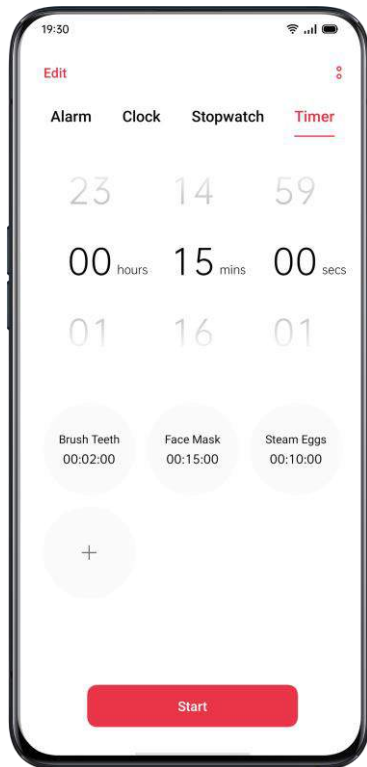 19:30
Edit
Alarm Clock Stopwatch Timer
23 14 59
00 hours 15 mins 00 secs
01 16 01
Brush Teeth Face Mask Steam Eggs
00:02:00 00:15:00 00:10:00
+
Start